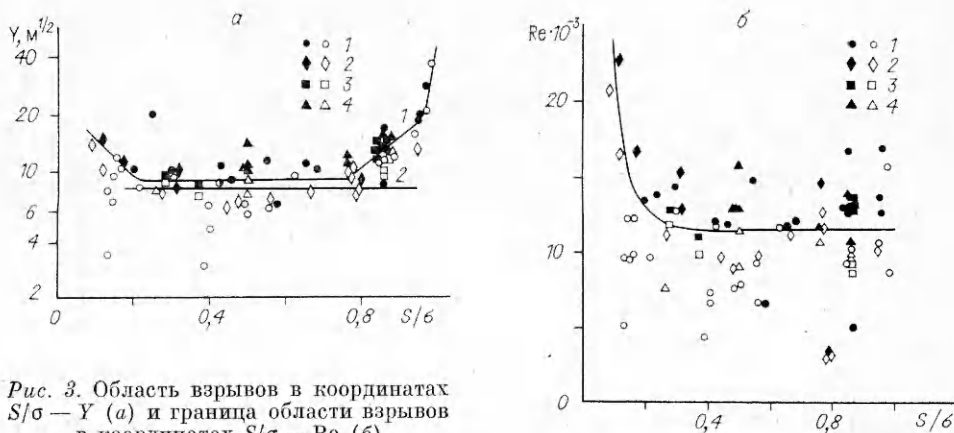 а
Y, м^1/2
40
20
10
6
4
2
0
0,4
0,8
S/б
1
2
3
4
1
2
б
Re·10⁻³
20
10
0
0,4
0,8
S/б
1
2
3
4
Рис. 3. Область взрывов в координатах
S/σ — Y (а) и граница области взрывов
в координатах S/σ — Re (б)